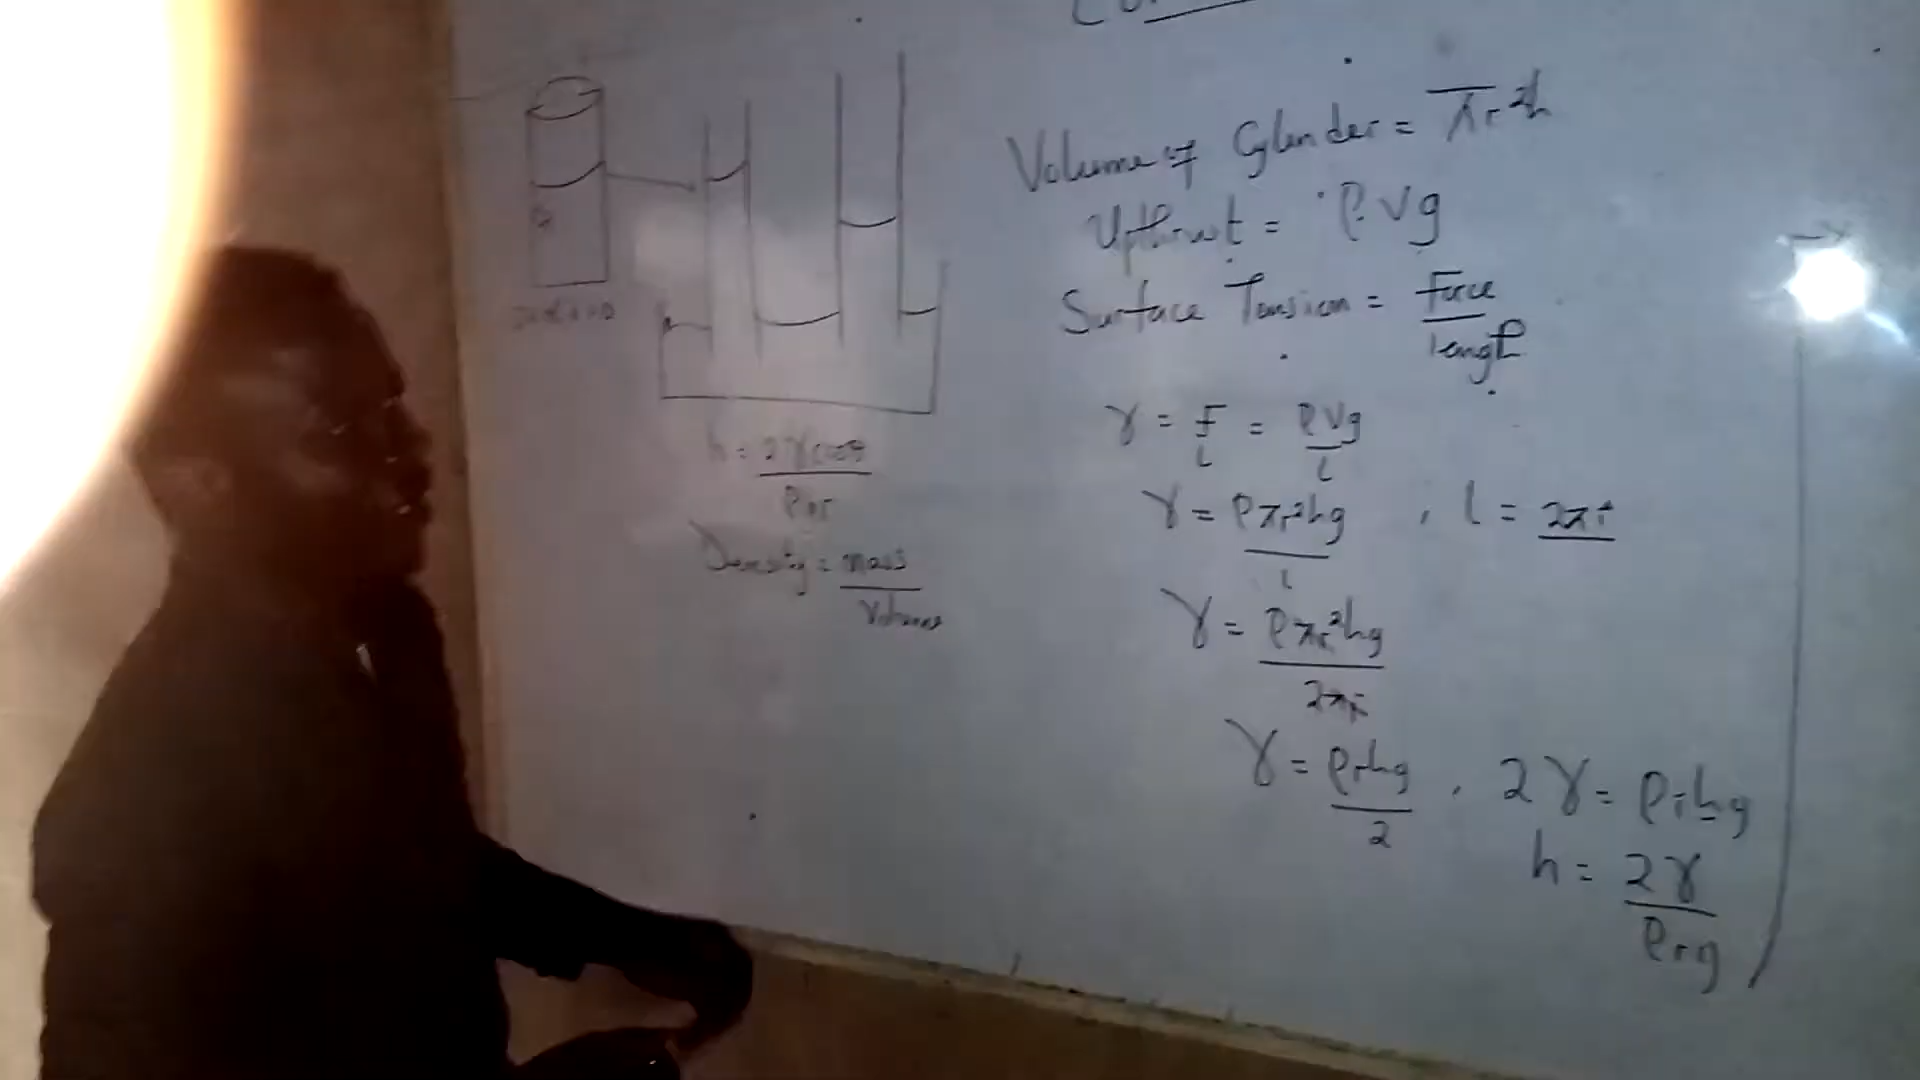 h = 2γcosθ / ρgr
Density = mass / Volume
Volume of Cylinder = πr²h
Upthrust = ρVg
Surface Tension = Force / length
γ = F / L = ρVg / L
γ = ρπr²hg / L , l = 2πr
γ = ρπr²hg / 2πr
γ = ρrhg / 2 , 2γ = ρrhg
h = 2γ / ρrg